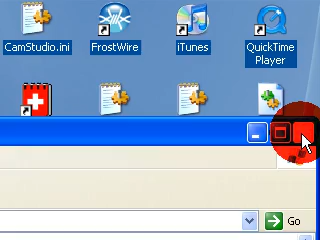 CamStudio.ini
FrostWire
iTunes
QuickTime
Player
Go